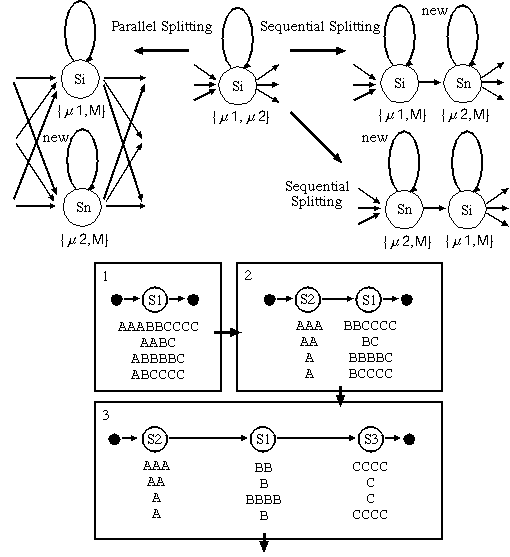 Parallel Splitting
Sequential Splitting
new
Si
Si
Si
Sn
{μ1,M}
{μ1,μ2}
{μ1,M}
{μ2,M}
new
new
Sequential
Splitting
Sn
Sn
Si
{μ2,M}
{μ2,M}
{μ1,M}
1
S1
AAABBCCCC
AABC
ABBBBC
ABCCCC
2
S2
S1
AAA
BBCCCC
AA
BC
A
BBBBC
A
BCCCC
3
S2
S1
S3
AAA
BB
CCCC
AA
B
C
A
BBBB
C
A
B
CCCC